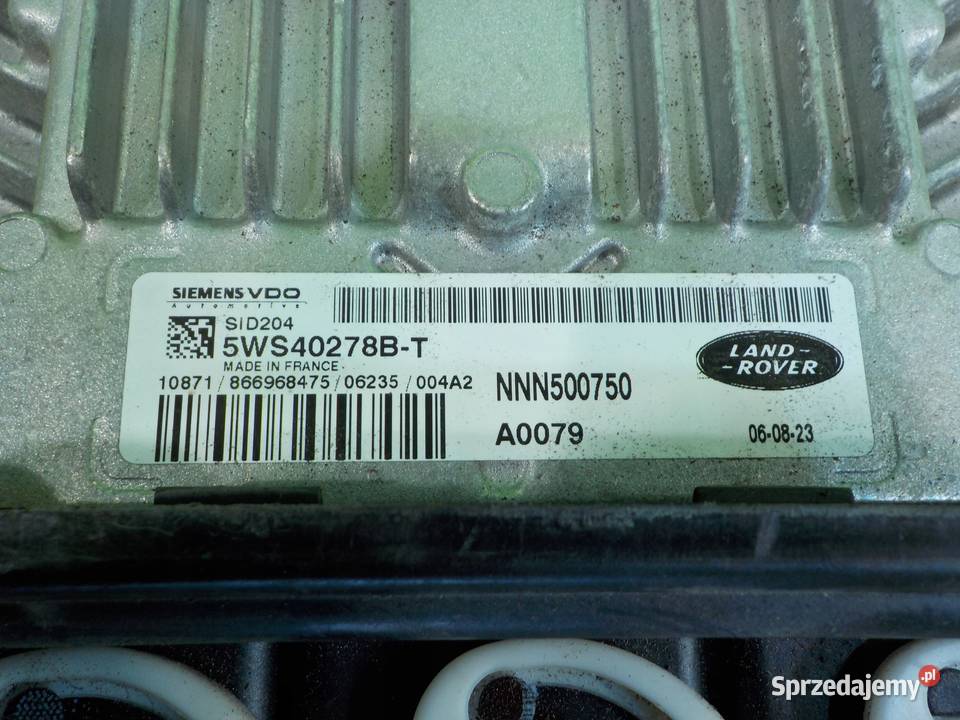 SIEMENS VDO
Automotive
SID204
5WS40278B-T
MADE IN FRANCE
10871 / 866968475 / 06235 / 004A2
NNN500750
A0079
LAND-
-ROVER
06-08-23
Sprzedajemy.pl